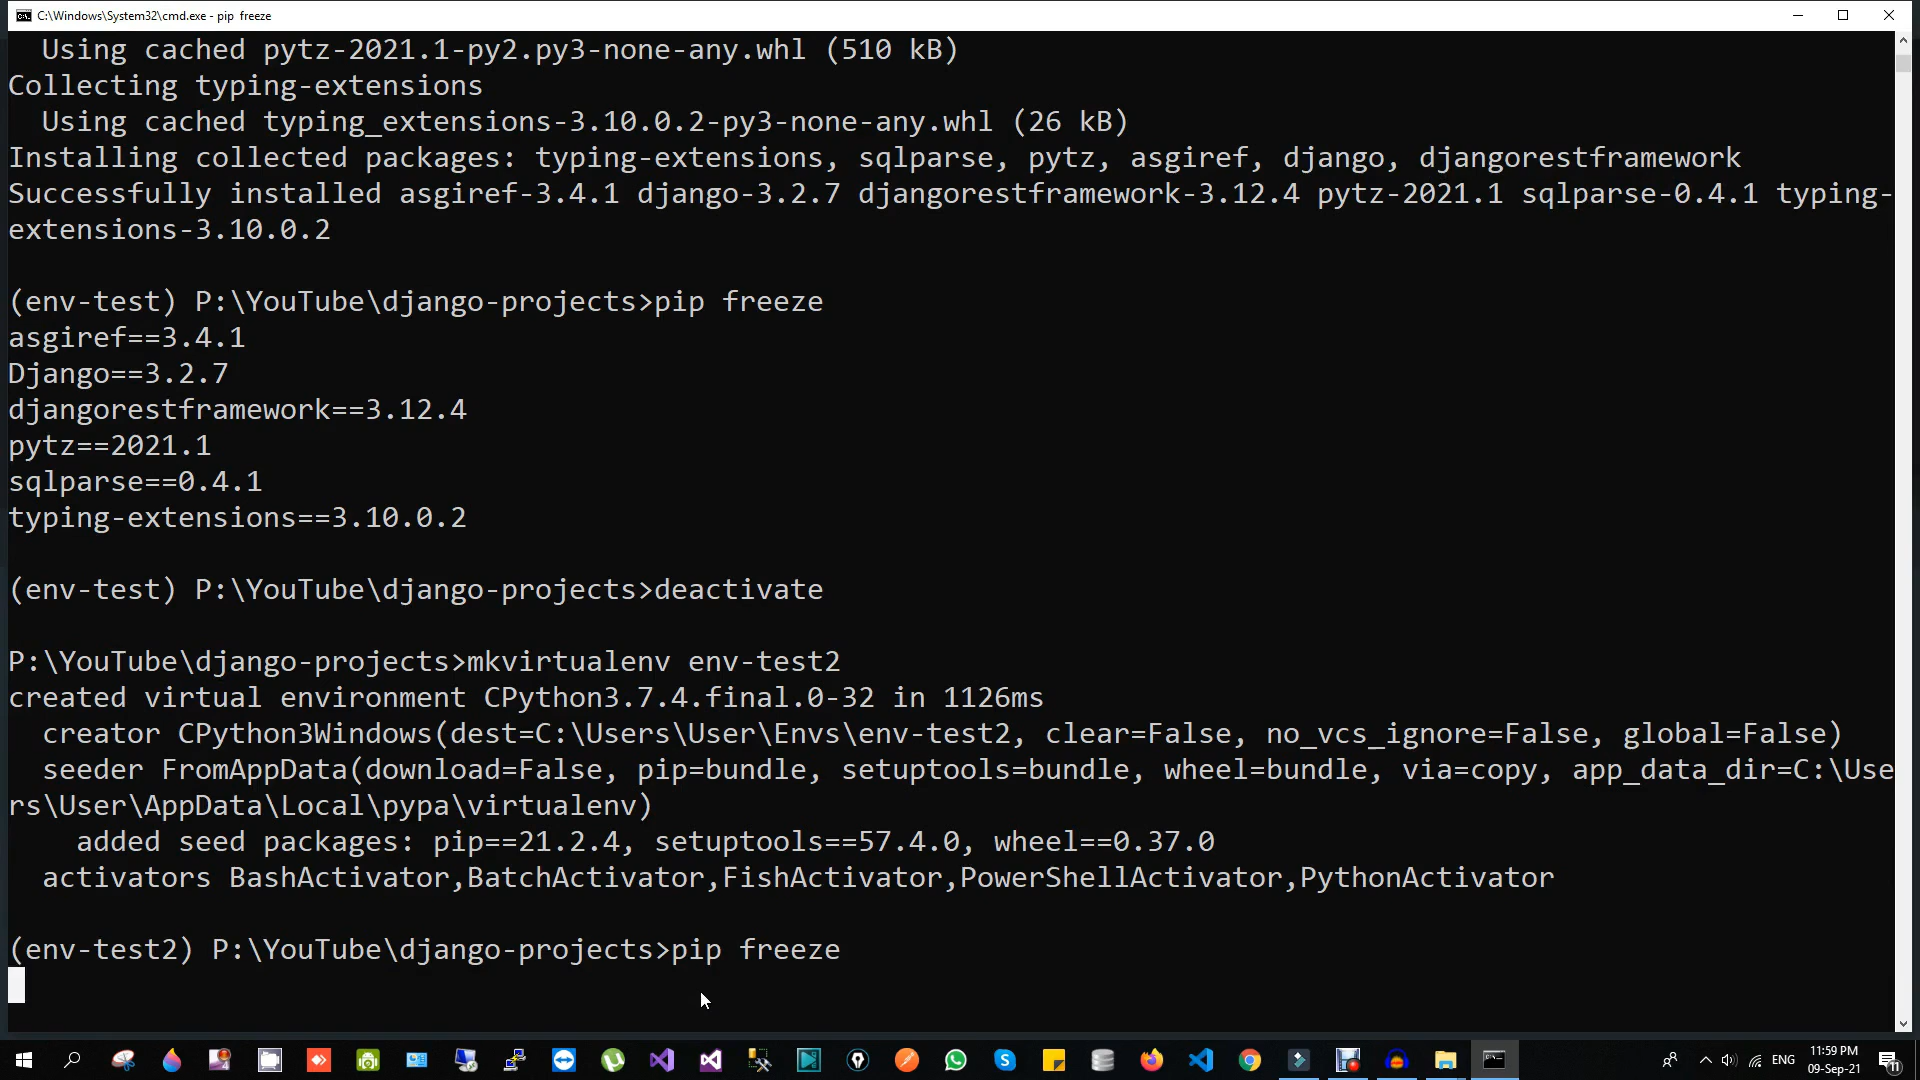 C:\Windows\System32\cmd.exe - pip freeze
Using cached pytz-2021.1-py2.py3-none-any.whl (510 kB)
Collecting typing-extensions
Using cached typing_extensions-3.10.0.2-py3-none-any.whl (26 kB)
Installing collected packages: typing-extensions, sqlparse, pytz, asgiref, django, djangorestframework
Successfully installed asgiref-3.4.1 django-3.2.7 djangorestframework-3.12.4 pytz-2021.1 sqlparse-0.4.1 typing-
extensions-3.10.0.2
(env-test) P:\YouTube\django-projects>pip freeze
asgiref==3.4.1
Django==3.2.7
djangorestframework==3.12.4
pytz==2021.1
sqlparse==0.4.1
typing-extensions==3.10.0.2
(env-test) P:\YouTube\django-projects>deactivate
P:\YouTube\django-projects>mkvirtualenv env-test2
created virtual environment CPython3.7.4.final.0-32 in 1126ms
creator CPython3Windows(dest=C:\Users\User\Envs\env-test2, clear=False, no_vcs_ignore=False, global=False)
seeder FromAppData(download=False, pip=bundle, setuptools=bundle, wheel=bundle, via=copy, app_data_dir=C:\Use
rs\User\AppData\Local\pypa\virtualenv)
added seed packages: pip==21.2.4, setuptools==57.4.0, wheel==0.37.0
activators BashActivator,BatchActivator,FishActivator,PowerShellActivator,PythonActivator
(env-test2) P:\YouTube\django-projects>pip freeze
ENG
11:59 PM
09-Sep-21
11